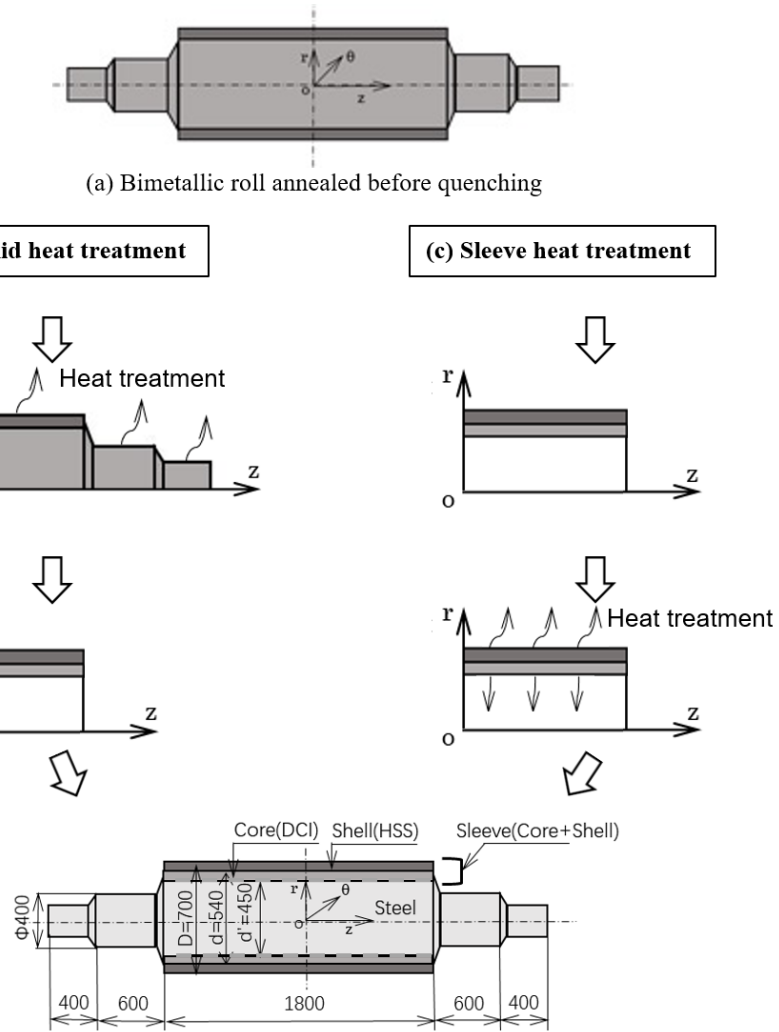 r
θ
o
z
(a) Bimetallic roll annealed before quenching
id heat treatment
(c) Sleeve heat treatment
Heat treatment
z
r
z
o
z
r
Heat treatment
z
o
Core(DCI) Shell(HSS) Sleeve(Core+Shell)
Φ400
D=700
d=540
d'=450
r
θ
o
z
Steel
400 600 1800 600 400